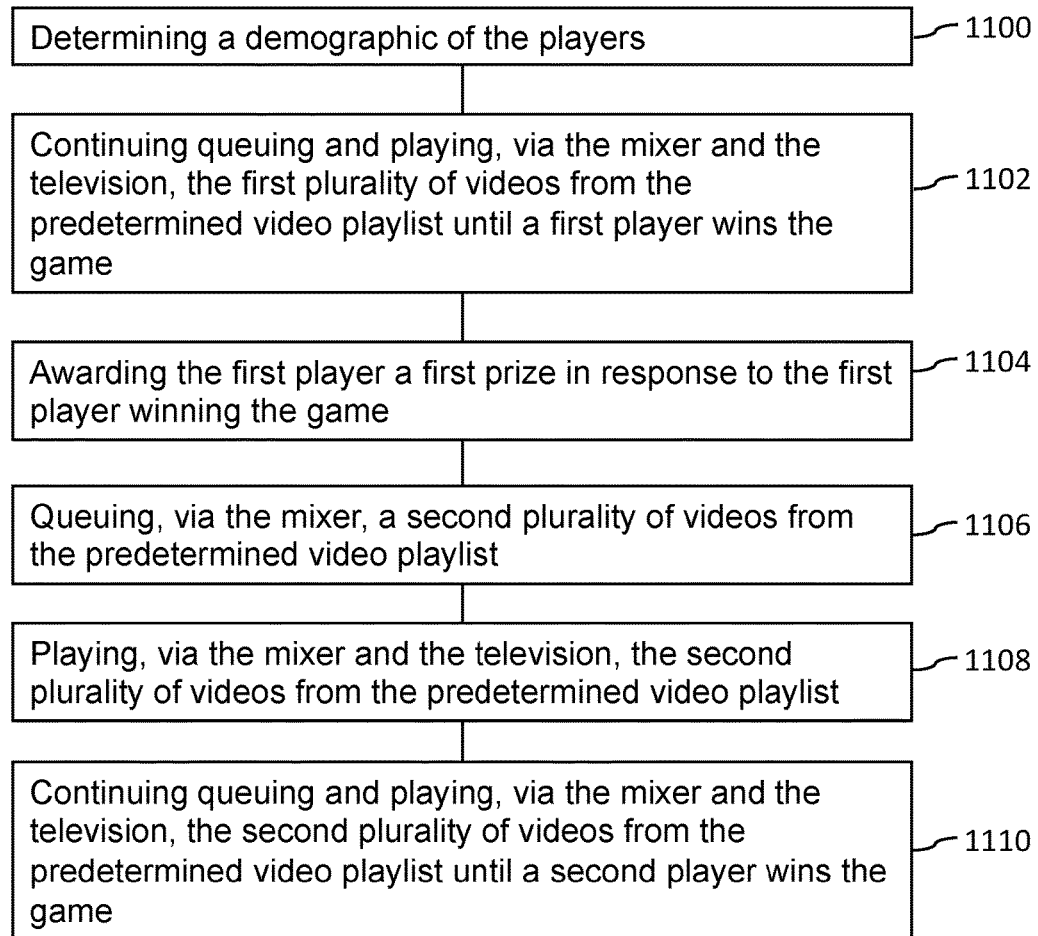 Determining a demographic of the players
1100
Continuing queuing and playing, via the mixer and the
television, the first plurality of videos from the
predetermined video playlist until a first player wins the
game
1102
Awarding the first player a first prize in response to the first
player winning the game
1104
Queuing, via the mixer, a second plurality of videos from
the predetermined video playlist
1106
Playing, via the mixer and the television, the second
plurality of videos from the predetermined video playlist
1108
Continuing queuing and playing, via the mixer and the
television, the second plurality of videos from the
predetermined video playlist until a second player wins the
game
1110